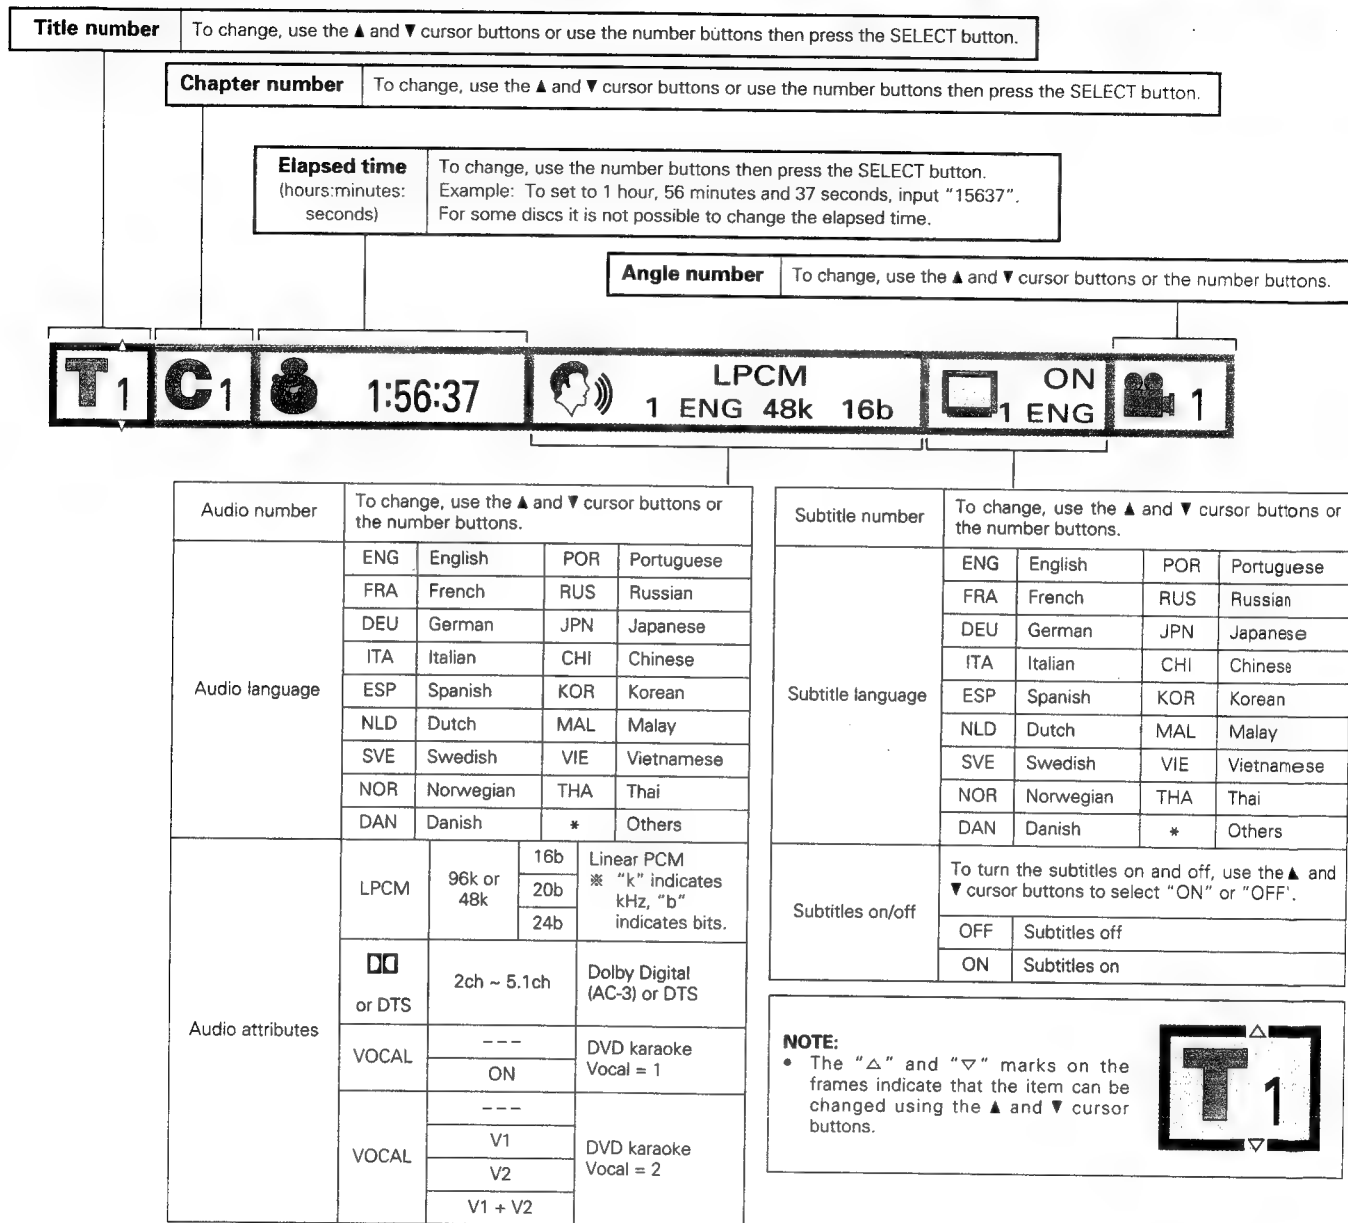 Title number To change, use the ▲ and ▼ cursor buttons or use the number buttons then press the SELECT button.
Chapter number To change, use the ▲ and ▼ cursor buttons or use the number buttons then press the SELECT button.
Elapsed time (hours:minutes: seconds)
To change, use the number buttons then press the SELECT button.
Example: To set to 1 hour, 56 minutes and 37 seconds, input "15637".
For some discs it is not possible to change the elapsed time.
Angle number To change, use the ▲ and ▼ cursor buttons or the number buttons.
T 1 C 1 1:56:37 LPCM 1 ENG 48k 16b ON 1 ENG 1
Audio number To change, use the ▲ and ▼ cursor buttons or
the number buttons.
Audio language
ENG English POR Portuguese
FRA French RUS Russian
DEU German JPN Japanese
ITA Italian CHI Chinese
ESP Spanish KOR Korean
NLD Dutch MAL Malay
SVE Swedish VIE Vietnamese
NOR Norwegian THA Thai
DAN Danish * Others
Audio attributes
LPCM 96k or 48k 16b 20b 24b
Linear PCM
※ "k" indicates
kHz, "b"
indicates bits.
or DTS 2ch ~ 5.1ch Dolby Digital
(AC-3) or DTS
VOCAL
---
ON
DVD karaoke
Vocal = 1
VOCAL
---
V1
V2
V1 + V2
DVD karaoke
Vocal = 2
Subtitle number To change, use the ▲ and ▼ cursor buttons or
the number buttons.
Subtitle language
ENG English POR Portuguese
FRA French RUS Russian
DEU German JPN Japanese
ITA Italian CHI Chinese
ESP Spanish KOR Korean
NLD Dutch MAL Malay
SVE Swedish VIE Vietnamese
NOR Norwegian THA Thai
DAN Danish * Others
Subtitles on/off
To turn the subtitles on and off, use the ▲ and
▼ cursor buttons to select "ON" or "OFF'.
OFF Subtitles off
ON Subtitles on
NOTE:
• The "△" and "▽" marks on the
frames indicate that the item can be
changed using the ▲ and ▼ cursor
buttons.
T 1